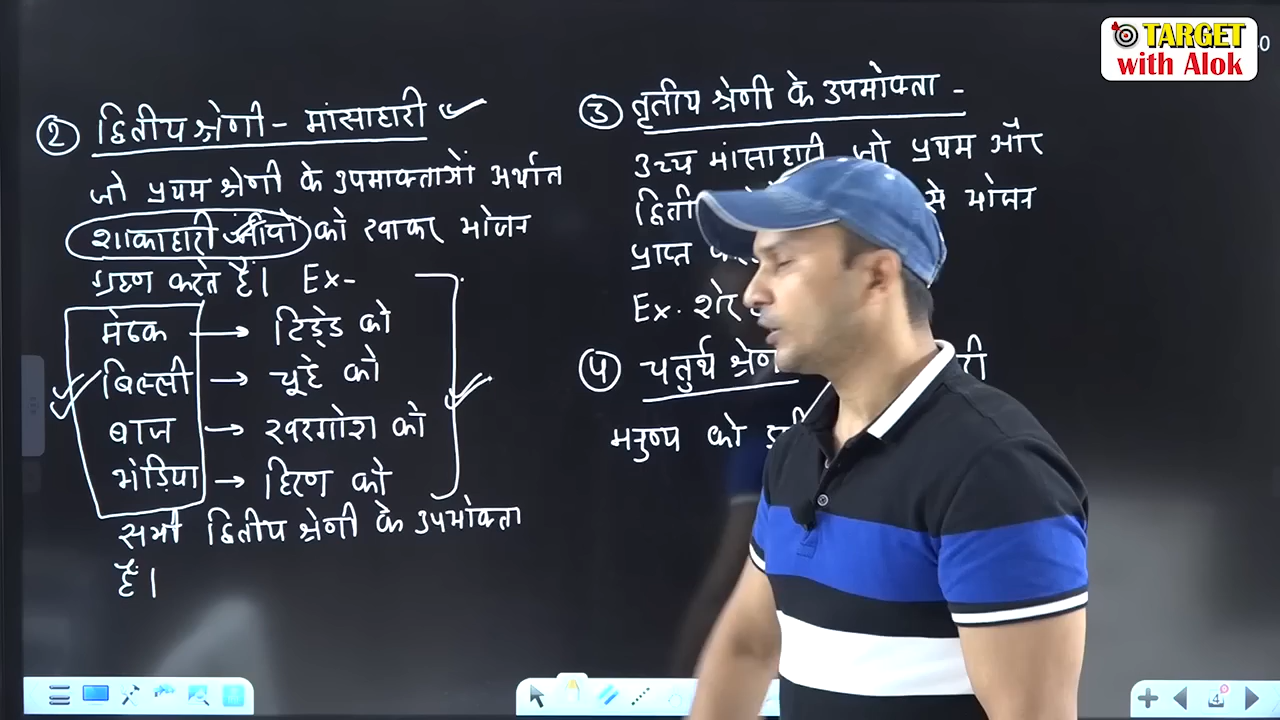 TARGET
with Alok
② द्वितीय श्रेणी - मांसाहारी
जो प्रथम श्रेणी के उपभोक्ताओं अर्थात
शाकाहारी जीवों को खाकर भोजन
ग्रहण करते हैं। Ex-
मेढक → टिड्डे को
बिल्ली → चूहे को
बाज → खरगोश को
भेड़िया → हिरण को
सभी द्वितीय श्रेणी के उपभोक्ता
हैं।
③ तृतीय श्रेणी के उपभोक्ता -
उच्च मांसाहारी जो प्रथम और
द्विती से भोजन
प्राप्त
Ex. शेर
④ चतुर्थ श्रेणी
मनुष्य को